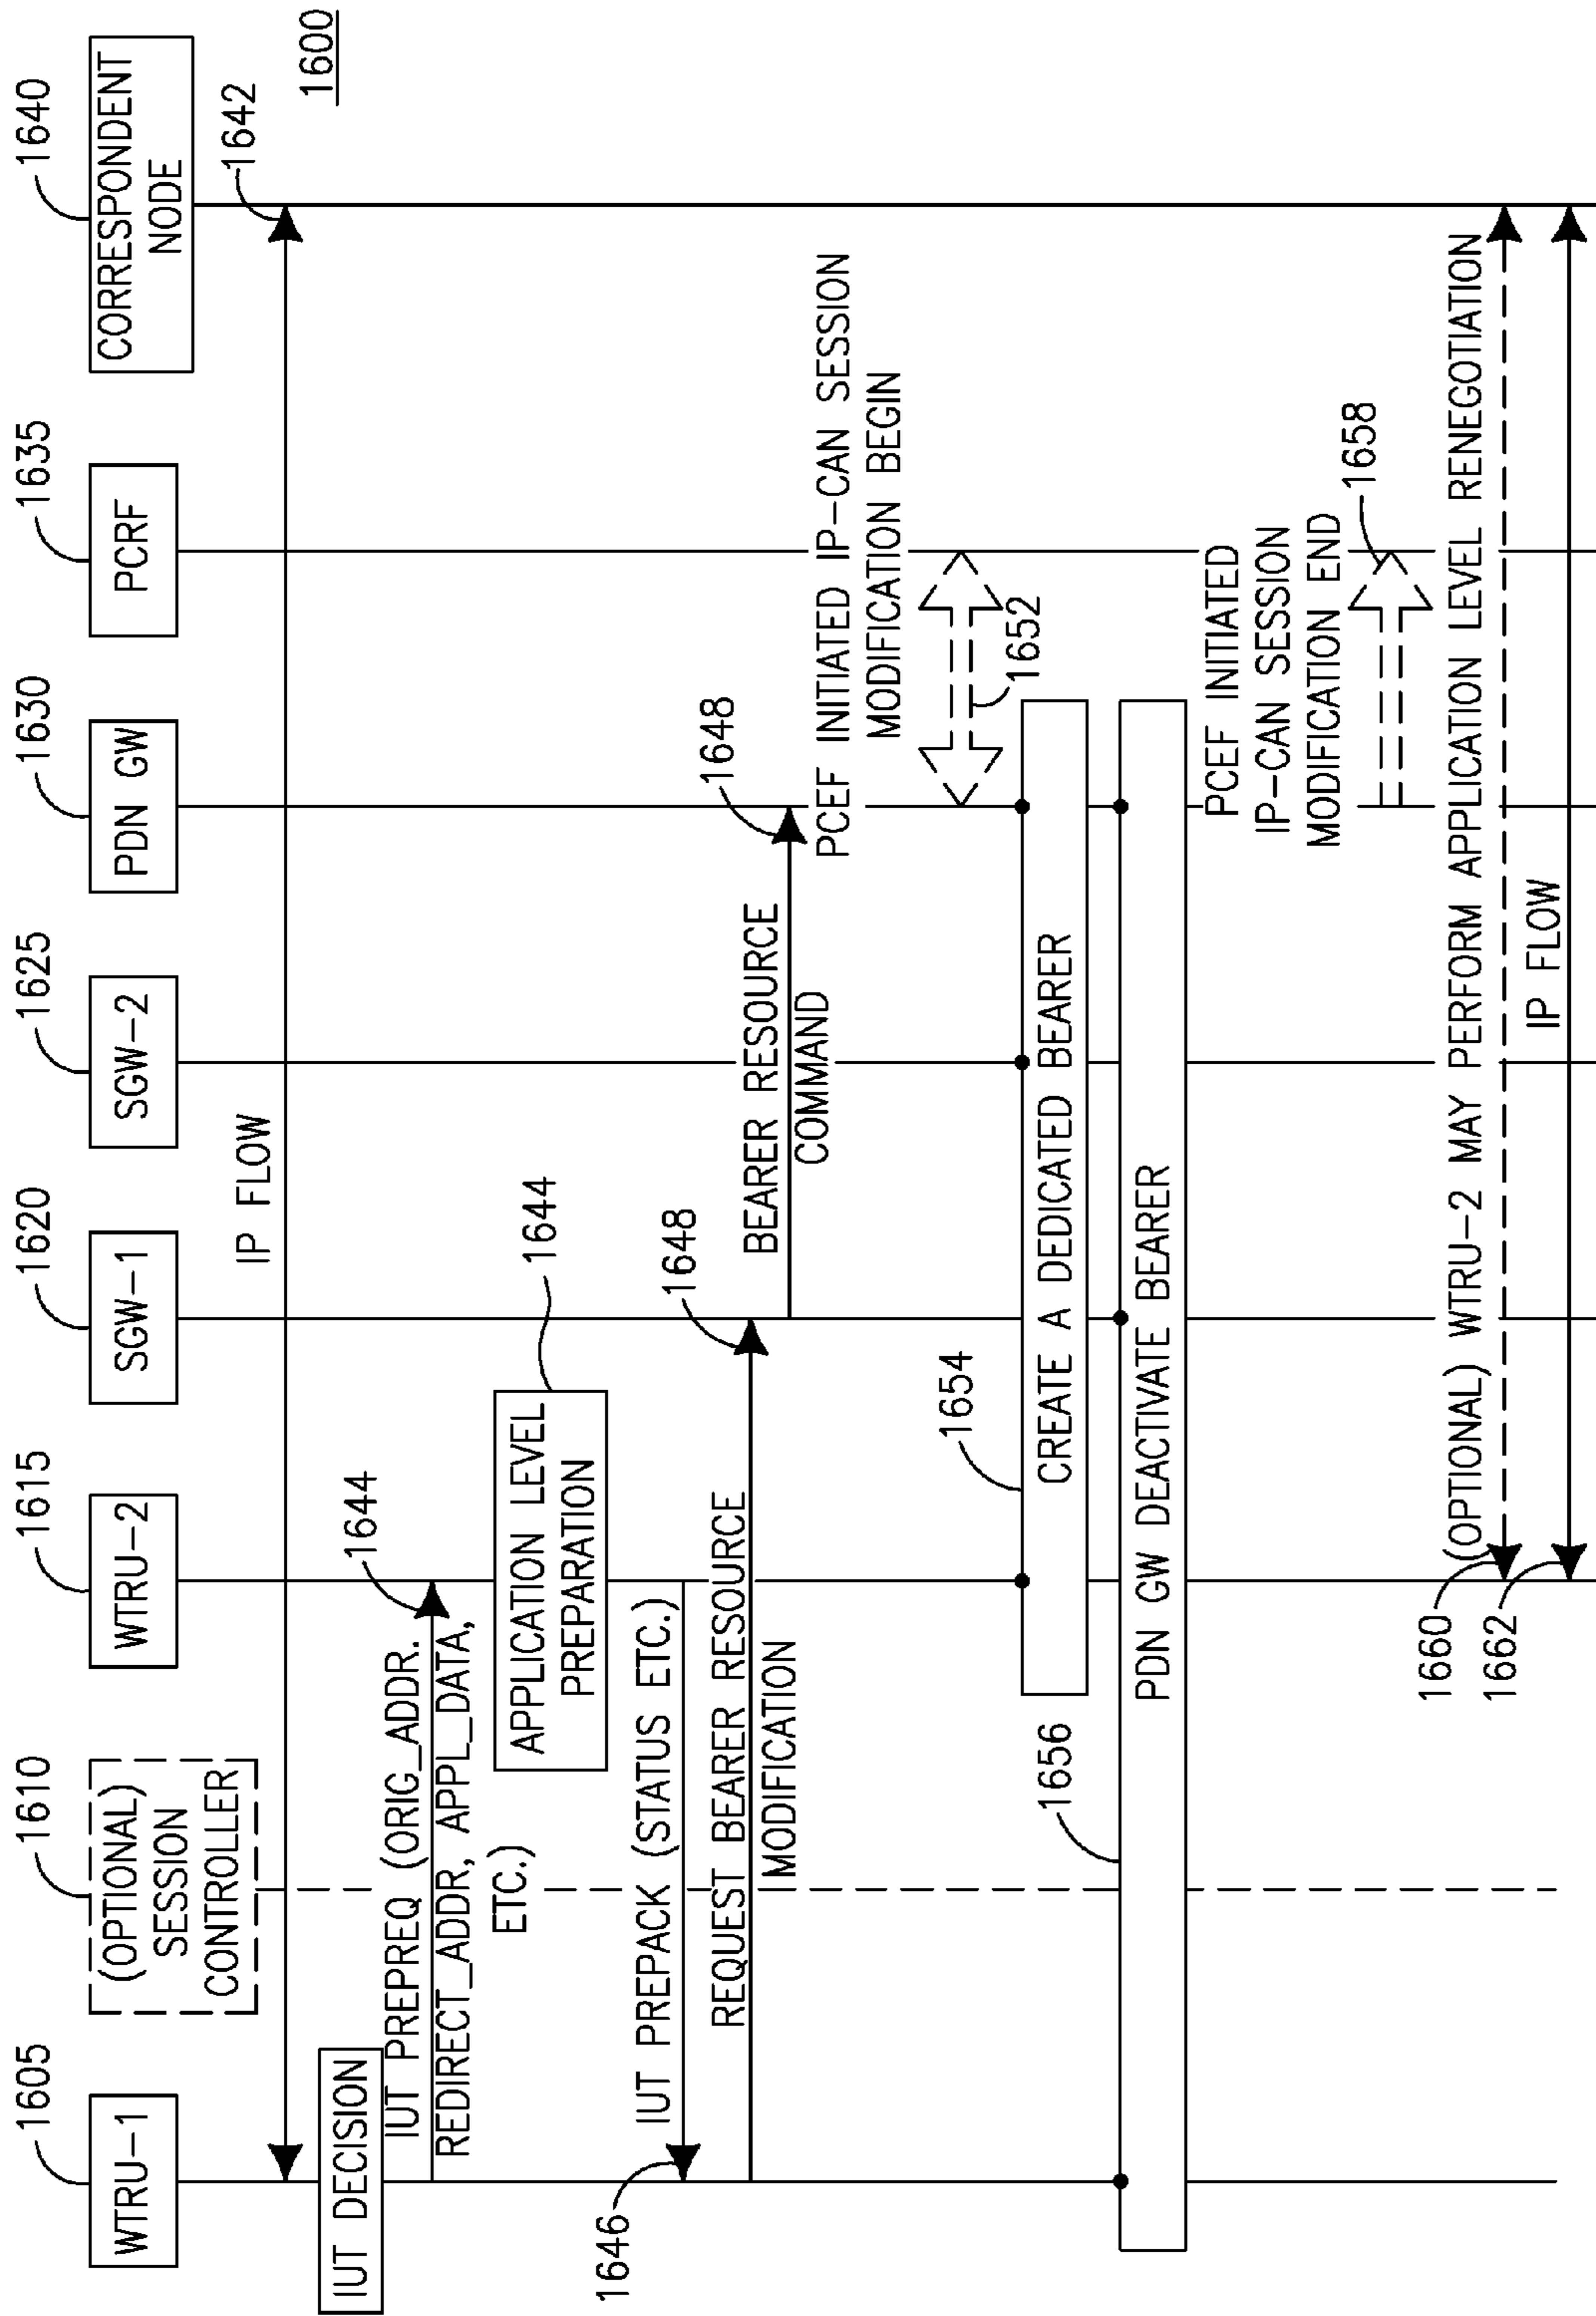 1605
WTRU-1
1610
(OPTIONAL)
SESSION
CONTROLLER
1615
WTRU-2
1620
SGW-1
1625
SGW-2
1630
PDN GW
1635
PCRF
1640
CORRESPONDENT
NODE
IP FLOW
1642
1600
IUT DECISION
IUT PREPREQ (ORIG_ADDR.
REDIRECT_ADDR, APPL_DATA,
ETC.)
1644
APPLICATION LEVEL
PREPARATION
1644
1646
IUT PREPACK (STATUS ETC.)
REQUEST BEARER RESOURCE
MODIFICATION
1648
BEARER RESOURCE
COMMAND
1648
PCEF INITIATED IP-CAN SESSION
MODIFICATION BEGIN
1652
1654
CREATE A DEDICATED BEARER
1656
PDN GW DEACTIVATE BEARER
PCEF INITIATED
IP-CAN SESSION
MODIFICATION END
1658
1660
(OPTIONAL) WTRU-2 MAY PERFORM APPLICATION LEVEL RENEGOTIATION
1662
IP FLOW